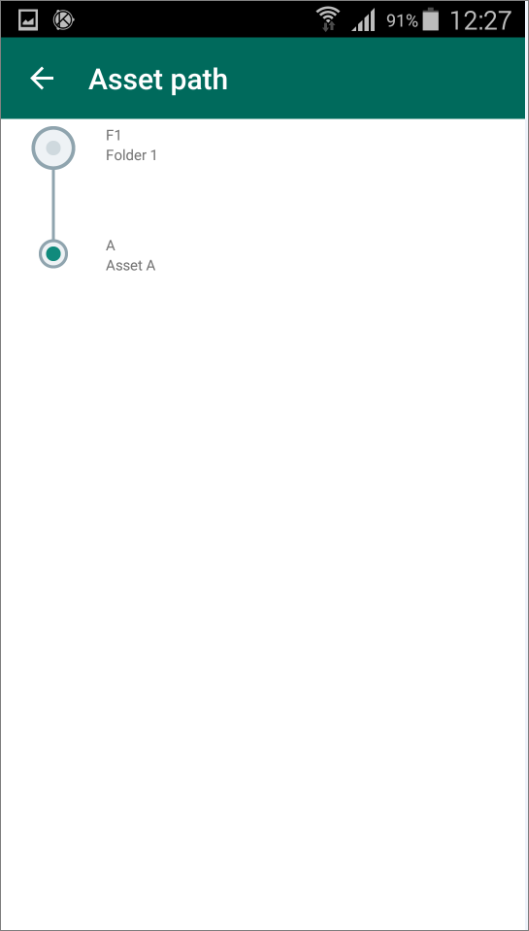 91% 12:27
Asset path
F1
Folder 1
A
Asset A